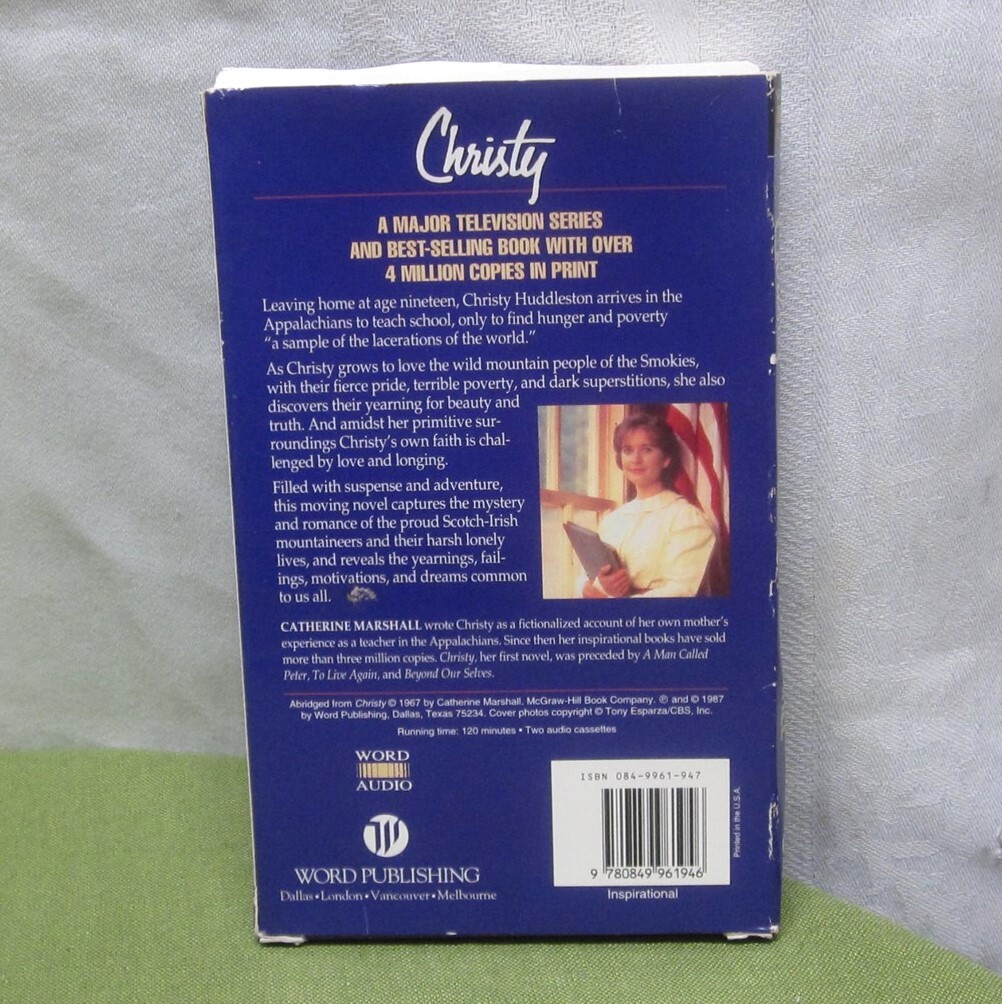 Christy
A MAJOR TELEVISION SERIES
AND BEST-SELLING BOOK WITH OVER
4 MILLION COPIES IN PRINT
Leaving home at age nineteen, Christy Huddleston arrives in the
Appalachians to teach school, only to find hunger and poverty
“a sample of the lacerations of the world.”
As Christy grows to love the wild mountain people of the Smokies,
with their fierce pride, terrible poverty, and dark superstitions, she also
discovers their yearning for beauty and
truth. And amidst her primitive sur-
roundings Christy's own faith is chal-
lenged by love and longing.
Filled with suspense and adventure,
this moving novel captures the mystery
and romance of the proud Scotch-Irish
mountaineers and their harsh lonely
lives, and reveals the yearnings, fail-
ings, motivations, and dreams common
to us all.
CATHERINE MARSHALL wrote Christy as a fictionalized account of her own mother's
experience as a teacher in the Appalachians. Since then her inspirational books have sold
more than three million copies. Christy, her first novel, was preceded by A Man Called
Peter, To Live Again, and Beyond Our Selves.
Abridged from Christy © 1967 by Catherine Marshall. McGraw-Hill Book Company. ℗ and © 1987
by Word Publishing, Dallas, Texas 75234. Cover photos copyright © Tony Esparza/CBS, Inc.
Running time: 120 minutes • Two audio cassettes
WORD
AUDIO
W
WORD PUBLISHING
Dallas • London • Vancouver • Melbourne
ISBN 084-9961-947
9 780849 961946
Inspirational
Printed in the U.S.A.